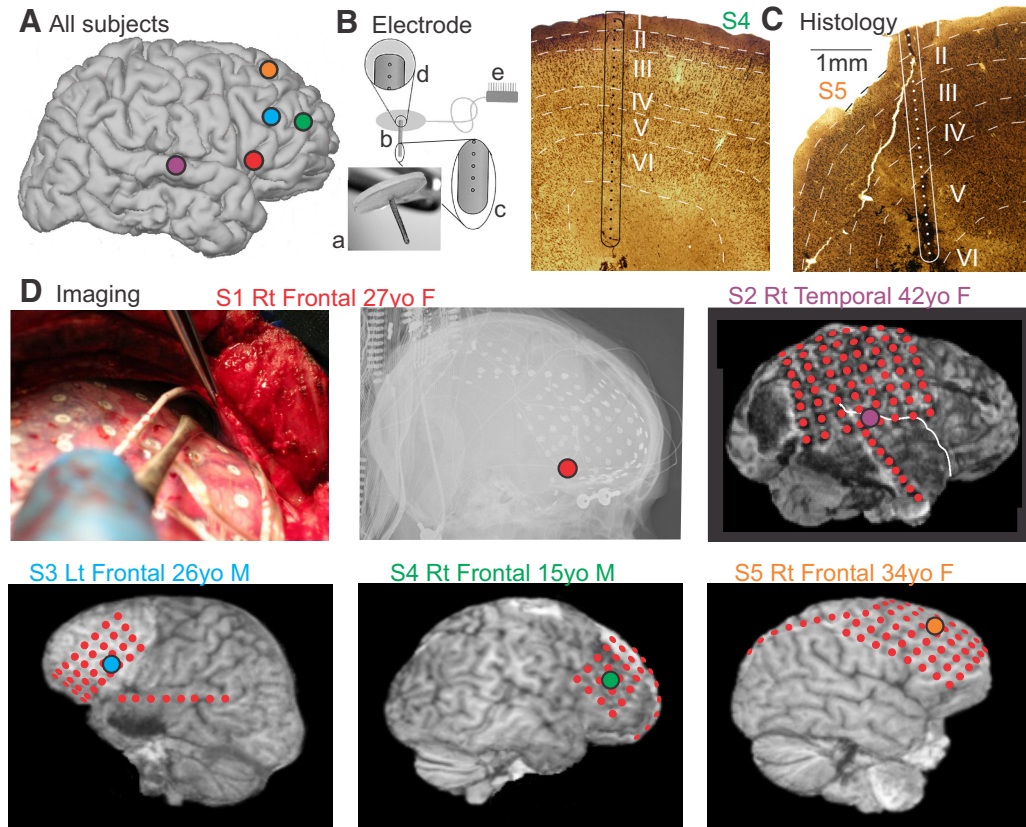 A All subjects
B Electrode
d
e
b
c
a
S4
I
II
III
IV
V
VI
C Histology
1mm
S5
I
II
III
IV
V
VI
D Imaging
S1 Rt Frontal 27yo F
S2 Rt Temporal 42yo F
S3 Lt Frontal 26yo M
S4 Rt Frontal 15yo M
S5 Rt Frontal 34yo F